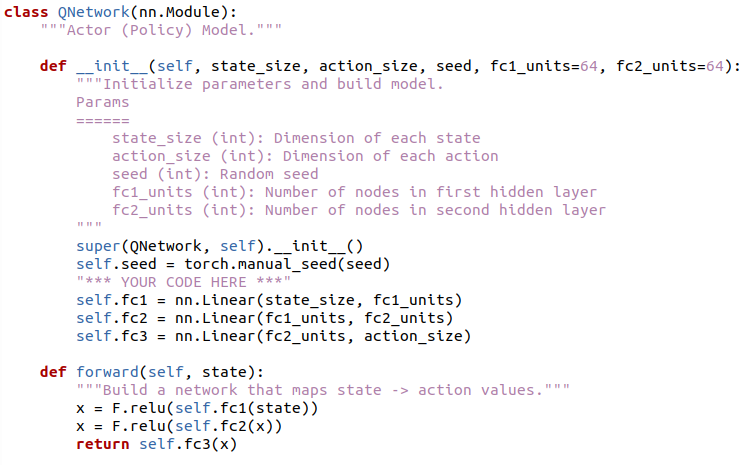 class QNetwork(nn.Module):
    """Actor (Policy) Model."""

    def __init__(self, state_size, action_size, seed, fc1_units=64, fc2_units=64):
        """Initialize parameters and build model.
        Params
        ======
            state_size (int): Dimension of each state
            action_size (int): Dimension of each action
            seed (int): Random seed
            fc1_units (int): Number of nodes in first hidden layer
            fc2_units (int): Number of nodes in second hidden layer
        """
        super(QNetwork, self).__init__()
        self.seed = torch.manual_seed(seed)
        "*** YOUR CODE HERE ***"
        self.fc1 = nn.Linear(state_size, fc1_units)
        self.fc2 = nn.Linear(fc1_units, fc2_units)
        self.fc3 = nn.Linear(fc2_units, action_size)

    def forward(self, state):
        """Build a network that maps state -> action values."""
        x = F.relu(self.fc1(state))
        x = F.relu(self.fc2(x))
        return self.fc3(x)